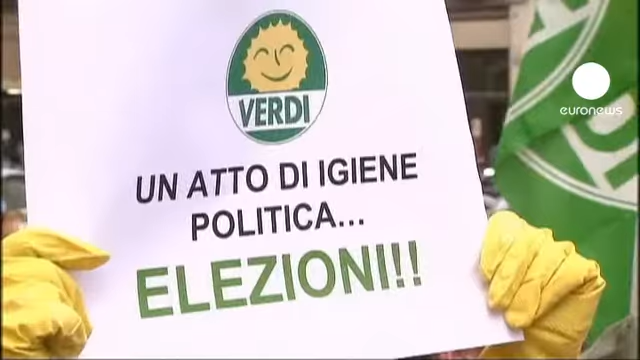 VERDI
UN ATTO DI IGIENE
POLITICA...
ELEZIONI!!
euronews